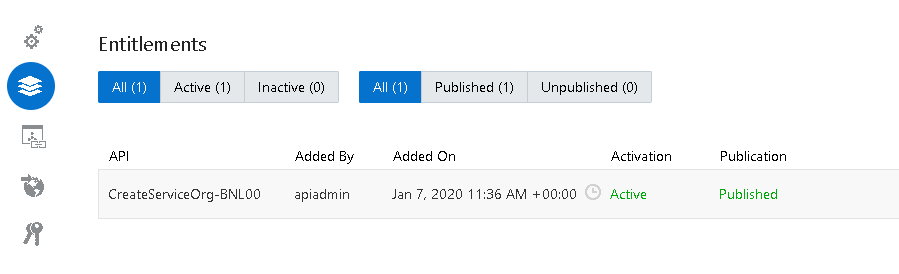 Entitlements
All (1) Active (1) Inactive (0) All (1) Published (1) Unpublished (0)
API Added By Added On Activation Publication
CreateServiceOrg-BNL00 apiadmin Jan 7, 2020 11:36 AM +00:00 Active Published